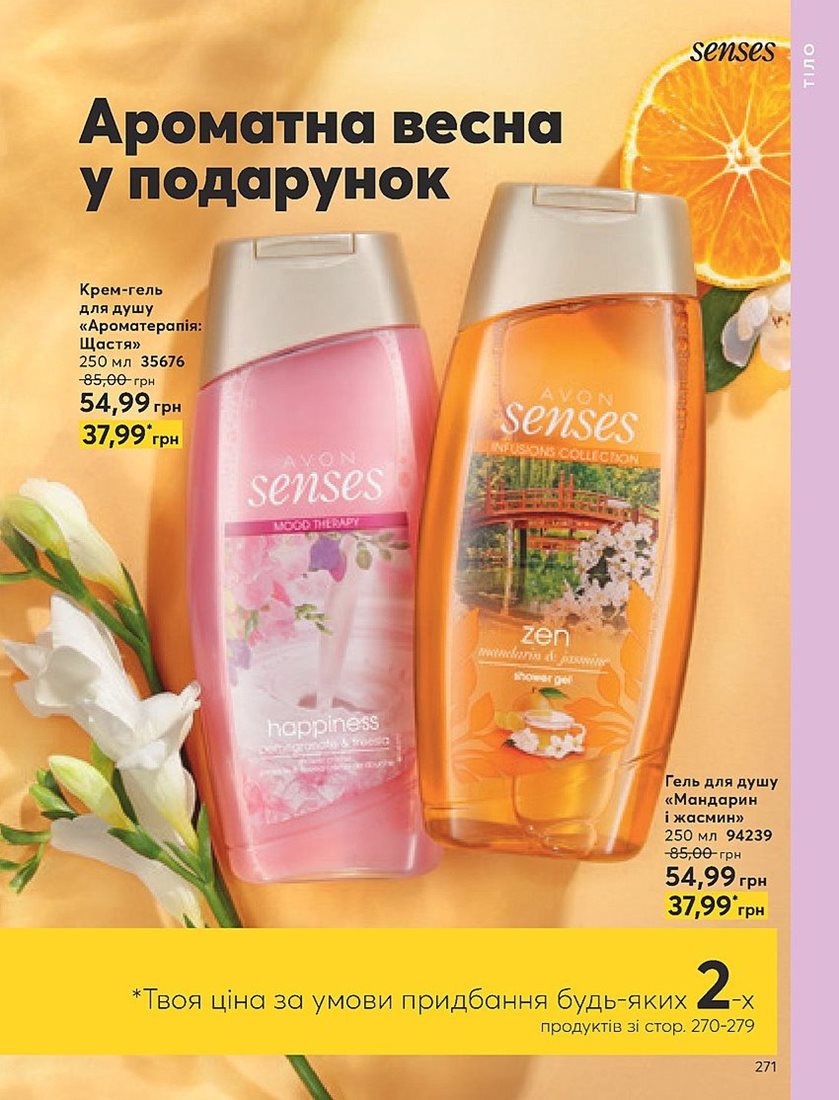 senses
ТІЛО
Ароматна весна
у подарунок
Крем-гель
для душу
«Ароматерапія:
Щастя»
250 мл 35676
85,00 грн
54,99 грн
37,99* грн
AVON
senses
MOOD THERAPY
happiness
pomegranate & freesia
AVON
senses
INFUSIONS COLLECTION
zen
mandarin & jasmine
shower gel
Гель для душу
«Мандарин
і жасмин»
250 мл 94239
85,00 грн
54,99 грн
37,99* грн
*Твоя ціна за умови придбання будь-яких 2-х
продуктів зі стор. 270-279
271